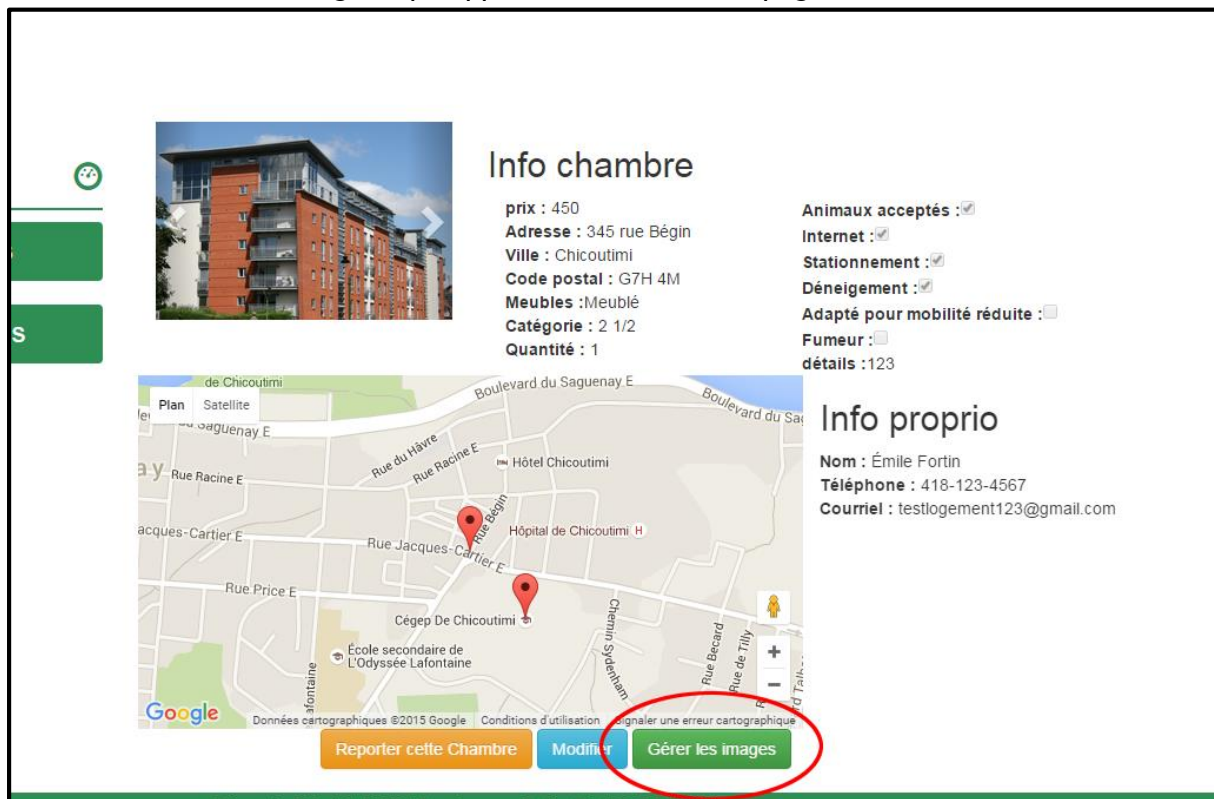 S
Info chambre
prix : 450
Adresse : 345 rue Bégin
Ville : Chicoutimi
Code postal : G7H 4M
Meubles :Meublé
Catégorie : 2 1/2
Quantité : 1
Animaux acceptés :
Internet :
Stationnement :
Déneigement :
Adapté pour mobilité réduite :
Fumeur :
détails :123
de Chicoutimi
Plan Satellite
Boulevard du Saguenay E
Boulevard du Sa
Saguenay E
Rue du Hâvre
Rue Racine E
Rue Racine E
ay
Hôtel Chicoutimi
Rue Bégin
Hôpital de Chicoutimi H
acques-Cartier E
Rue Jacques-Cartier E
Rue Price E
Cégep De Chicoutimi
Chemin Sydenham
École secondaire de
L'Odyssée Lafontaine
afontaine
Rue Becard
Rue de Tilly
+
−
Google
Données cartographiques ©2015 Google Conditions d'utilisation Signaler une erreur cartographique
Info proprio
Nom : Émile Fortin
Téléphone : 418-123-4567
Courriel : testlogement123@gmail.com
Reporter cette Chambre Modifier Gérer les images